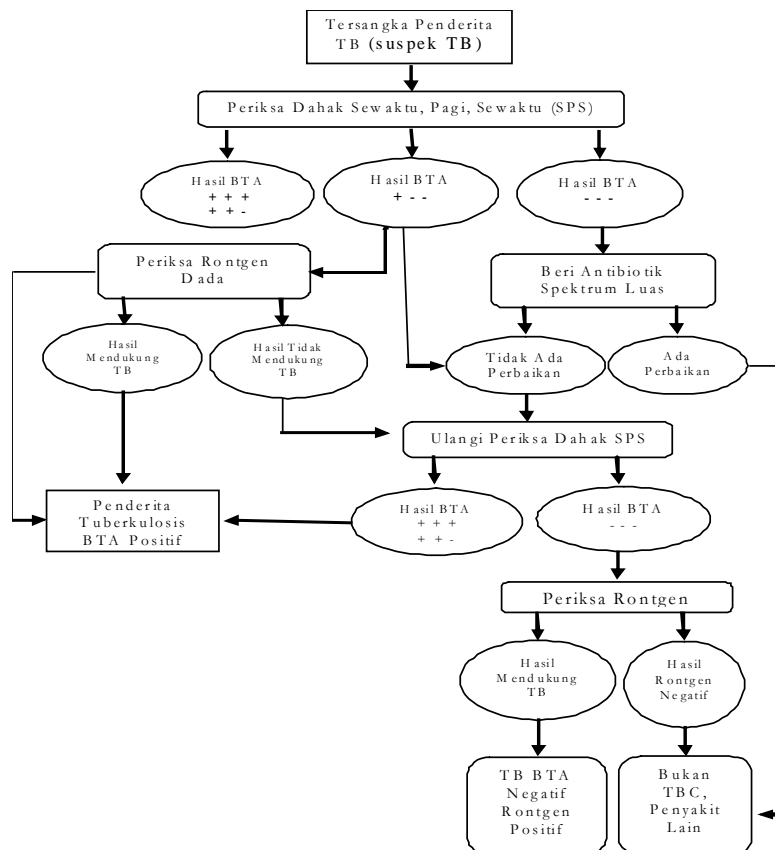 Tersangka Penderita
TB (suspek TB)
Periksa Dahak Sewaktu, Pagi, Sewaktu (SPS)
Hasil BTA
+ + +
+ + -
Hasil BTA
+ - -
Hasil BTA
- - -
Periksa Rontgen
Dada
Beri Antibiotik
Spektrum Luas
Hasil
Mendukung
TB
Hasil Tidak
Mendukung
TB
Tidak Ada
Perbaikan
Ada
Perbaikan
Ulangi Periksa Dahak SPS
Penderita
Tuberkulosis
BTA Positif
Hasil BTA
+ + +
+ + -
Hasil BTA
- - -
Periksa Rontgen
Hasil
Mendukung
TB
Hasil
Rontgen
Negatif
TB BTA
Negatif
Rontgen
Positif
Bukan
TBC,
Penyakit
Lain